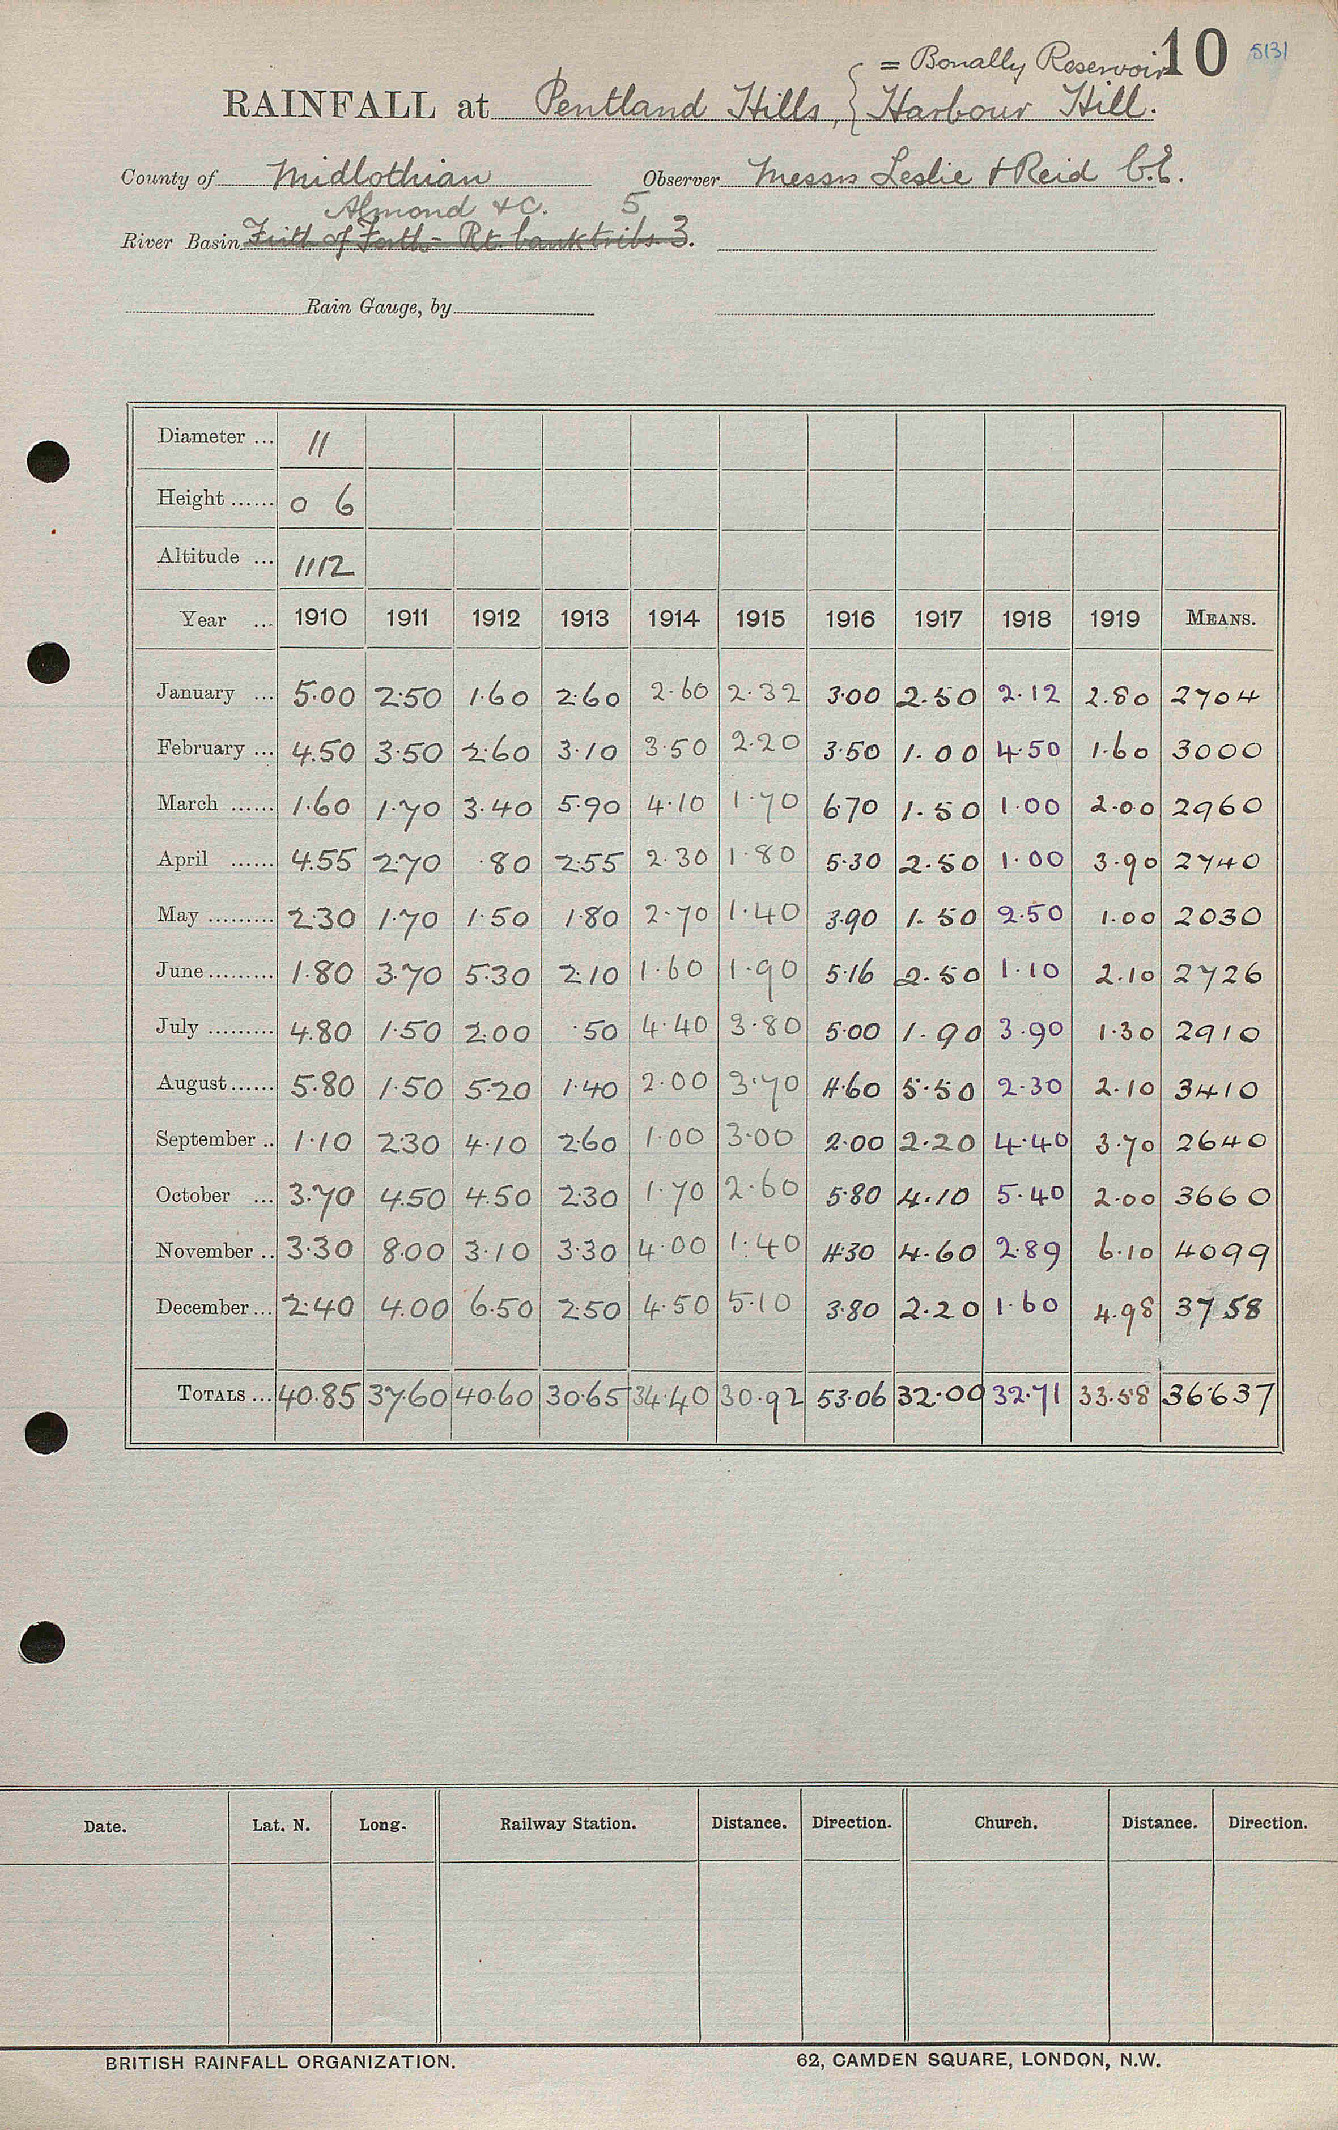 = Bonally Reservoir 10 5131
RAINFALL at Pentland Hills, { Harbour Hill.
County of Midlothian Observer Messrs Leslie & Reid C.E.
Almond &c. 5
River Basin Firth of Forth - Rt. bank tribs. 3.
Rain Gauge, by
Diameter ... 11
Height ...... 0 6
Altitude ... 1112
Year ... 1910 1911 1912 1913 1914 1915 1916 1917 1918 1919 MEANS.
January ... 5.00 2.50 1.60 2.60 2.60 2.32 3.00 2.50 2.12 2.80 2704
February ... 4.50 3.50 2.60 3.10 3.50 2.20 3.50 1.00 4.50 1.60 3000
March ...... 1.60 1.70 3.40 5.90 4.10 1.70 6.70 1.50 1.00 2.00 2960
April ...... 4.55 2.70 .80 2.55 2.30 1.80 5.30 2.50 1.00 3.90 2740
May ......... 2.30 1.70 1.50 1.80 2.70 1.40 3.90 1.50 2.50 1.00 2030
June ......... 1.80 3.70 5.30 2.10 1.60 1.90 5.16 2.50 1.10 2.10 2726
July ......... 4.80 1.50 2.00 .50 4.40 3.80 5.00 1.90 3.90 1.30 2910
August ...... 5.80 1.50 5.20 1.40 2.00 3.70 4.60 5.50 2.30 2.10 3410
September .. 1.10 2.30 4.10 2.60 1.00 3.00 2.00 2.20 4.40 3.70 2640
October ... 3.70 4.50 4.50 2.30 1.70 2.60 5.80 4.10 5.40 2.00 3660
November .. 3.30 8.00 3.10 3.30 4.00 1.40 4.30 4.60 2.89 6.10 4099
December ... 2.40 4.00 6.50 2.50 4.50 5.10 3.80 2.20 1.60 4.98 3758
TOTALS ... 40.85 37.60 40.60 30.65 34.40 30.92 53.06 32.00 32.71 33.58 36637
Date. Lat. N. Long. Railway Station. Distance. Direction. Church. Distance. Direction.
BRITISH RAINFALL ORGANIZATION. 62, CAMDEN SQUARE, LONDON, N.W.